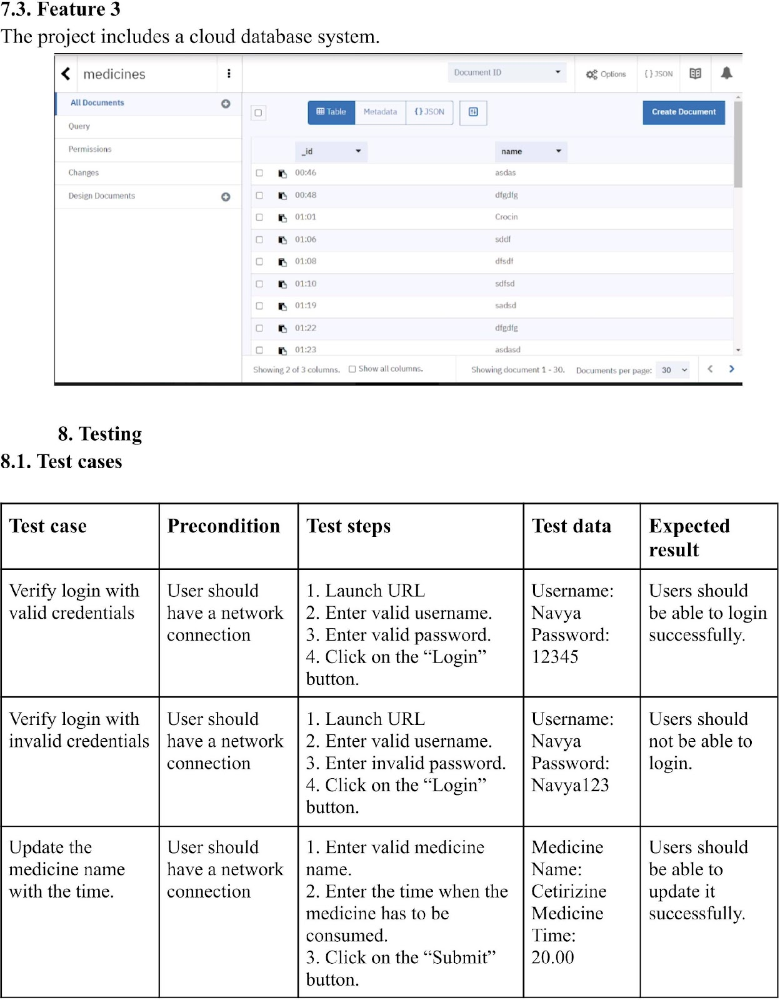 7.3. Feature 3
The project includes a cloud database system.
medicines
Document ID
Options
{ } JSON
All Documents
Query
Permissions
Changes
Design Documents
Table
Metadata
{ } JSON
Create Document
_id
name
00:46
asdas
00:48
dfgdfg
01:01
Crocin
01:06
sddf
01:08
dfsdf
01:10
sdfsd
01:19
sadsd
01:22
dfgdfg
01:23
asdasd
Showing 2 of 3 columns.
Show all columns.
Showing document 1 - 30.
Documents per page:
30
8. Testing
8.1. Test cases
Test case
Precondition
Test steps
Test data
Expected
result
Verify login with
valid credentials
User should
have a network
connection
1. Launch URL
2. Enter valid username.
3. Enter valid password.
4. Click on the “Login”
button.
Username:
Navya
Password:
12345
Users should
be able to login
successfully.
Verify login with
invalid credentials
User should
have a network
connection
1. Launch URL
2. Enter valid username.
3. Enter invalid password.
4. Click on the “Login”
button.
Username:
Navya
Password:
Navya123
Users should
not be able to
login.
Update the
medicine name
with the time.
User should
have a network
connection
1. Enter valid medicine
name.
2. Enter the time when the
medicine has to be
consumed.
3. Click on the “Submit”
button.
Medicine
Name:
Cetirizine
Medicine
Time:
20.00
Users should
be able to
update it
successfully.